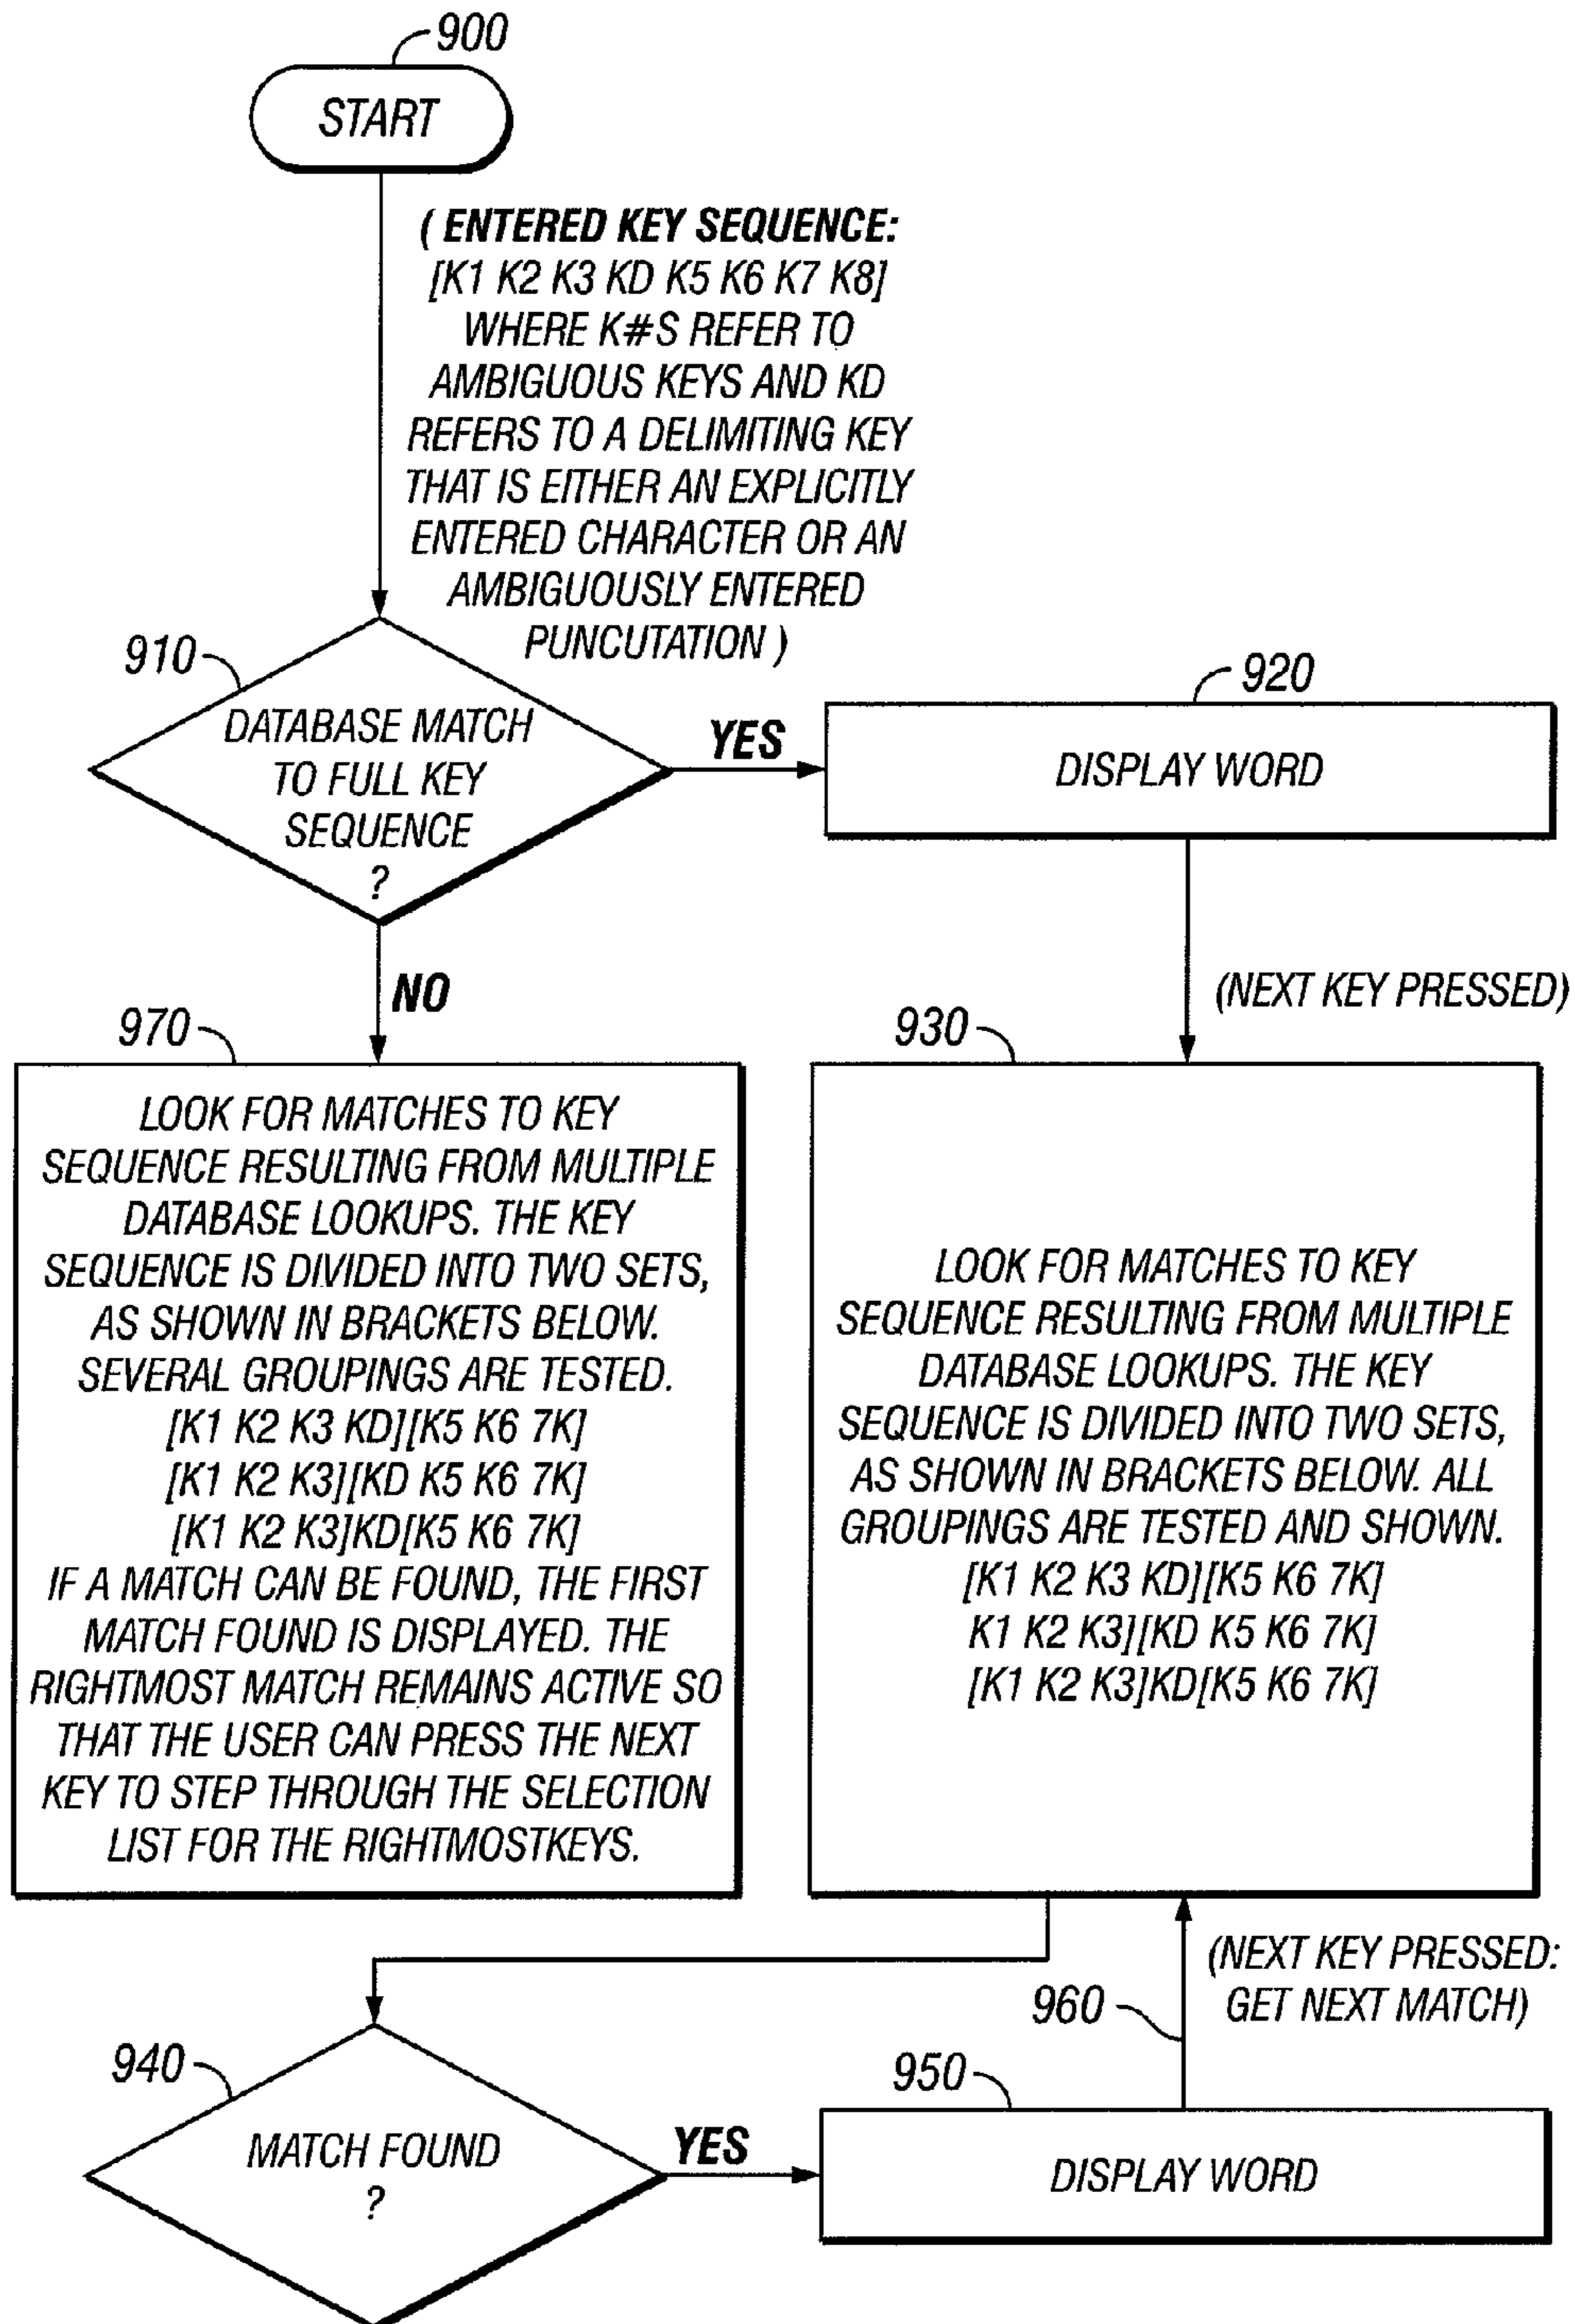 900
START
( ENTERED KEY SEQUENCE:
[K1 K2 K3 KD K5 K6 K7 K8]
WHERE K#S REFER TO
AMBIGUOUS KEYS AND KD
REFERS TO A DELIMITING KEY
THAT IS EITHER AN EXPLICITLY
ENTERED CHARACTER OR AN
AMBIGUOUSLY ENTERED
PUNCUTATION )
910
DATABASE MATCH
TO FULL KEY
SEQUENCE
?
YES
920
DISPLAY WORD
NO
(NEXT KEY PRESSED)
970
LOOK FOR MATCHES TO KEY
SEQUENCE RESULTING FROM MULTIPLE
DATABASE LOOKUPS. THE KEY
SEQUENCE IS DIVIDED INTO TWO SETS,
AS SHOWN IN BRACKETS BELOW.
SEVERAL GROUPINGS ARE TESTED.
[K1 K2 K3 KD][K5 K6 7K]
[K1 K2 K3][KD K5 K6 7K]
[K1 K2 K3]KD[K5 K6 7K]
IF A MATCH CAN BE FOUND, THE FIRST
MATCH FOUND IS DISPLAYED. THE
RIGHTMOST MATCH REMAINS ACTIVE SO
THAT THE USER CAN PRESS THE NEXT
KEY TO STEP THROUGH THE SELECTION
LIST FOR THE RIGHTMOSTKEYS.
930
LOOK FOR MATCHES TO KEY
SEQUENCE RESULTING FROM MULTIPLE
DATABASE LOOKUPS. THE KEY
SEQUENCE IS DIVIDED INTO TWO SETS,
AS SHOWN IN BRACKETS BELOW. ALL
GROUPINGS ARE TESTED AND SHOWN.
[K1 K2 K3 KD][K5 K6 7K]
K1 K2 K3][KD K5 K6 7K]
[K1 K2 K3]KD[K5 K6 7K]
(NEXT KEY PRESSED:
GET NEXT MATCH)
960
940
MATCH FOUND
?
YES
950
DISPLAY WORD